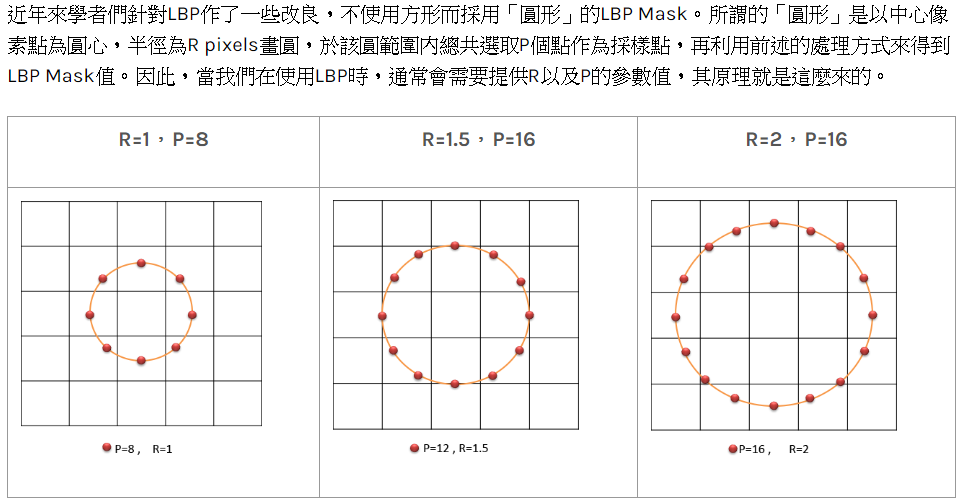 近年來學者們針對LBP作了一些改良，不使用方形而採用「圓形」的LBP Mask。所謂的「圓形」是以中心像
素點為圓心，半徑為R pixels畫圓，於該圓範圍內總共選取P個點作為採樣點，再利用前述的處理方式來得到
LBP Mask值。因此，當我們在使用LBP時，通常會需要提供R以及P的參數值，其原理就是這麼來的。
R=1，P=8
R=1.5，P=16
R=2，P=16
P=8 , R=1
P=12 , R=1.5
P=16 , R=2